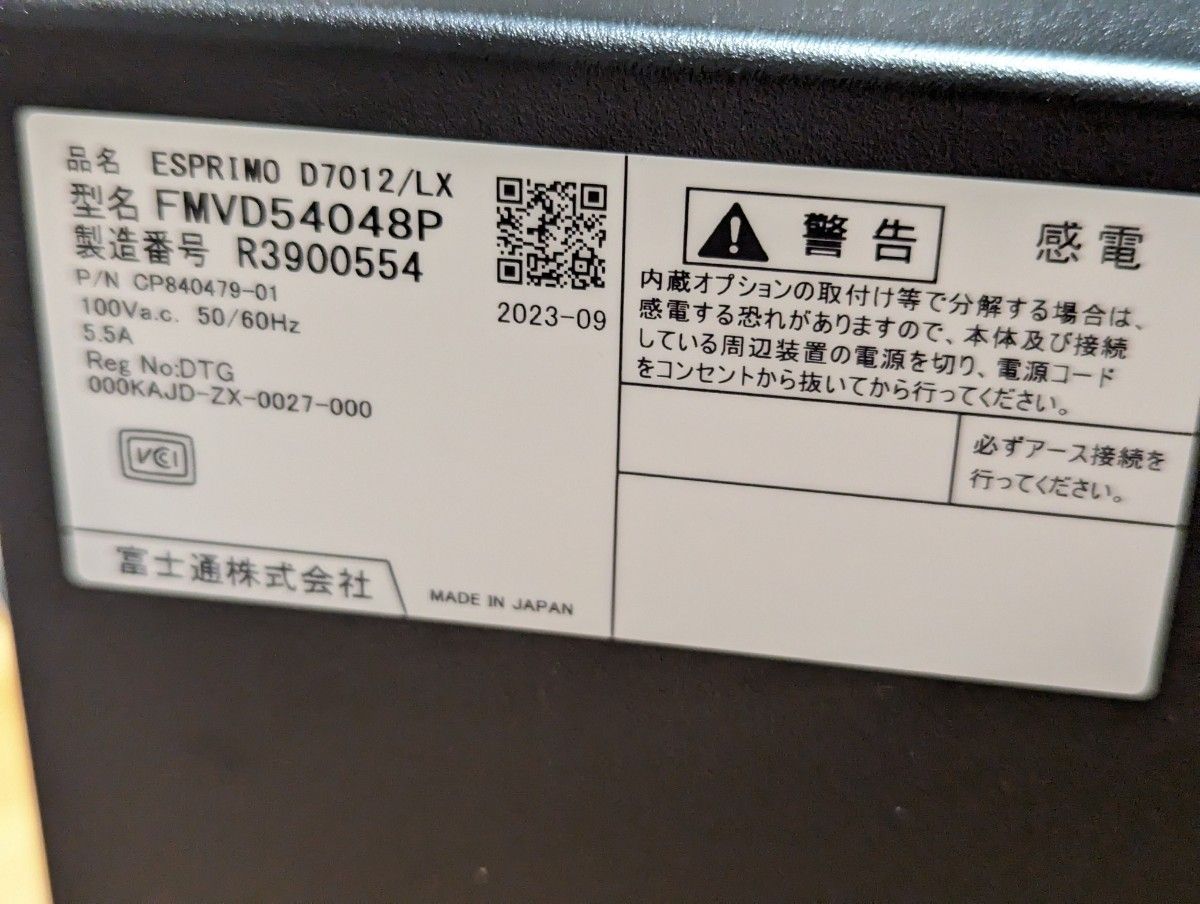 品名 ESPRIMO D7012/LX
型名 FMVD54048P
製造番号 R3900554
P/N CP840479-01
100Va.c. 50/60Hz
5.5A
Reg No:DTG
000KAJD-ZX-0027-000
2023-09
VCI
富士通株式会社
MADE IN JAPAN
警告 感電
内蔵オプションの取付け等で分解する場合は、
感電する恐れがありますので、本体及び接続
している周辺装置の電源を切り、電源コード
をコンセントから抜いてから行ってください。
必ずアース接続を
行ってください。